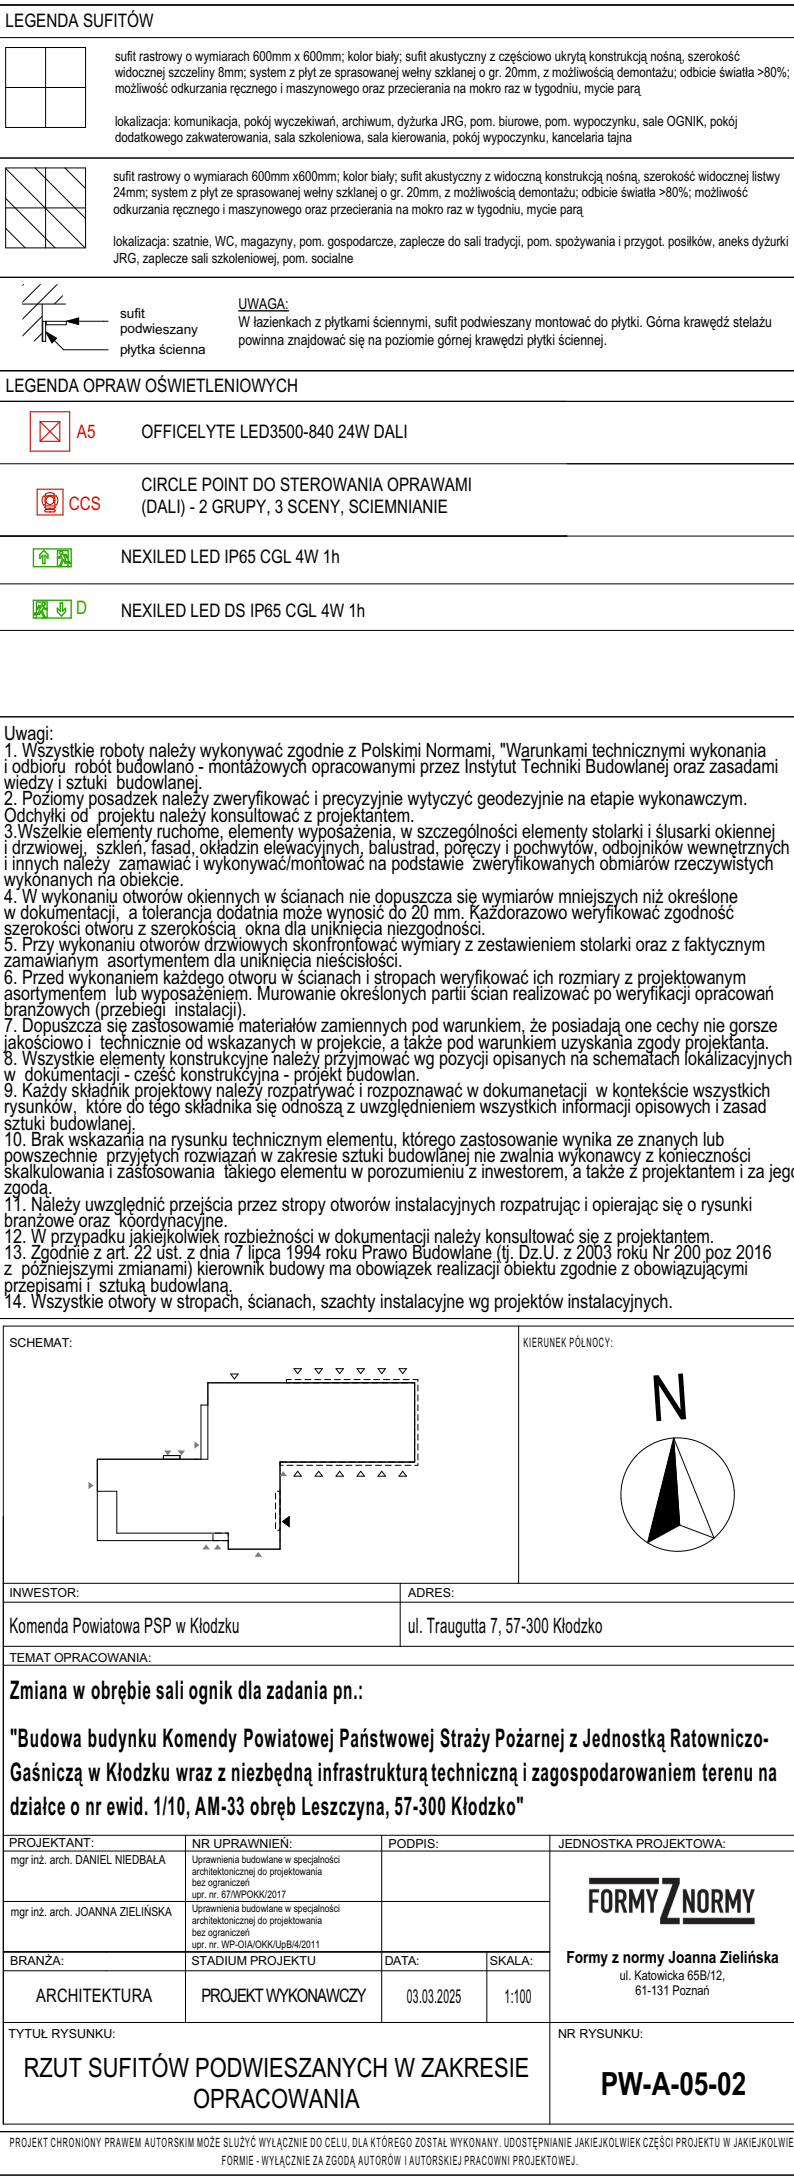 LEGENDA SUFITÓW
sufit rastrowy o wymiarach 600mm x 600mm; kolor biały; sufit akustyczny z częściowo ukrytą konstrukcją nośną, szerokość
widocznej szczeliny 8mm; system z płyt ze sprasowanej wełny szklanej o gr. 20mm, z możliwością demontażu; odbicie światła >80%;
możliwość odkurzania ręcznego i maszynowego oraz przecierania na mokro raz w tygodniu, mycie parą
lokalizacja: komunikacja, pokój wyczekiwań, archiwum, dyżurka JRG, pom. biurowe, pom. wypoczynku, sale OGNIK, pokój
dodatkowego zakwaterowania, sala szkoleniowa, sala kierowania, pokój wypoczynku, kancelaria tajna
sufit rastrowy o wymiarach 600mm x600mm; kolor biały; sufit akustyczny z widoczną konstrukcją nośną, szerokość widocznej listwy
24mm; system z płyt ze sprasowanej wełny szklanej o gr. 20mm, z możliwością demontażu; odbicie światła >80%; możliwość
odkurzania ręcznego i maszynowego oraz przecierania na mokro raz w tygodniu, mycie parą
lokalizacja: szatnie, WC, magazyny, pom. gospodarcze, zaplecze do sali tradycji, pom. spożywania i przygot. posiłków, aneks dyżurki
JRG, zaplecze sali szkoleniowej, pom. socialne
sufit
podwieszany
płytka ścienna
UWAGA:
W łazienkach z płytkami ściennymi, sufit podwieszany montować do płytki. Górna krawędź stelażu
powinna znajdować się na poziomie górnej krawędzi płytki ściennej.
LEGENDA OPRAW OŚWIETLENIOWYCH
A5 OFFICELYTE LED3500-840 24W DALI
CCS CIRCLE POINT DO STEROWANIA OPRAWAMI
(DALI) - 2 GRUPY, 3 SCENY, SCIEMNIANIE
NEXILED LED IP65 CGL 4W 1h
D NEXILED LED DS IP65 CGL 4W 1h
Uwagi:
1. Wszystkie roboty należy wykonywać zgodnie z Polskimi Normami, "Warunkami technicznymi wykonania
i odbioru robót budowlano - montażowych opracowanymi przez Instytut Techniki Budowlanej oraz zasadami
wiedzy i sztuki budowlanej.
2. Poziomy posadzek należy zweryfikować i precyzyjnie wytyczyć geodezyjnie na etapie wykonawczym.
Odchyłki od projektu należy konsultować z projektantem.
3.Wszelkie elementy ruchome, elementy wyposażenia, w szczególności elementy stolarki i ślusarki okiennej
i drzwiowej, szkleń, fasad, okładzin elewacyjnych, balustrad, poręczy i pochwytów, odbojników wewnętrznych
i innych należy zamawiać i wykonywać/montować na podstawie zweryfikowanych obmiarów rzeczywistych
wykonanych na obiekcie.
4. W wykonaniu otworów okiennych w ścianach nie dopuszcza się wymiarów mniejszych niż określone
w dokumentacji, a tolerancja dodatnia może wynosić do 20 mm. Każdorazowo weryfikować zgodność
szerokości otworu z szerokością okna dla uniknięcia niezgodności.
5. Przy wykonaniu otworów drzwiowych skonfrontować wymiary z zestawieniem stolarki oraz z faktycznym
zamawianym asortymentem dla uniknięcia nieścisłości.
6. Przed wykonaniem każdego otworu w ścianach i stropach weryfikować ich rozmiary z projektowanym
asortymentem lub wyposażeniem. Murowanie określonych partii ścian realizować po weryfikacji opracowań
branżowych (przebiegi instalacji).
7. Dopuszcza się zastosowamie materiałów zamiennych pod warunkiem, że posiadają one cechy nie gorsze
jakościowo i technicznie od wskazanych w projekcie, a także pod warunkiem uzyskania zgody projektanta.
8. Wszystkie elementy konstrukcyjne należy przyjmować wg pozycji opisanych na schematach lokalizacyjnych
w dokumentacji - cześć konstrukcyjna - projekt budowlan.
9. Każdy składnik projektowy należy rozpatrywać i rozpoznawać w dokumanetacji w kontekście wszystkich
rysunków, które do tego składnika się odnoszą z uwzględnieniem wszystkich informacji opisowych i zasad
sztuki budowlanej.
10. Brak wskazania na rysunku technicznym elementu, którego zastosowanie wynika ze znanych lub
powszechnie przyjętych rozwiązań w zakresie sztuki budowlanej nie zwalnia wykonawcy z konieczności
skalkulowania i zastosowania takiego elementu w porozumieniu z inwestorem, a także z projektantem i za jego
zgodą.
11. Należy uwzględnić przejścia przez stropy otworów instalacyjnych rozpatrując i opierając się o rysunki
branżowe oraz koordynacyjne.
12. W przypadku jakiejkolwiek rozbieżności w dokumentacji należy konsultować się z projektantem.
13. Zgodnie z art. 22 ust. z dnia 7 lipca 1994 roku Prawo Budowlane (tj. Dz.U. z 2003 roku Nr 200 poz 2016
z późniejszymi zmianami) kierownik budowy ma obowiązek realizacji obiektu zgodnie z obowiązującymi
przepisami i sztuką budowlaną.
14. Wszystkie otwory w stropach, ścianach, szachty instalacyjne wg projektów instalacyjnych.
SCHEMAT:
KIERUNEK PÓŁNOCY:
N
INWESTOR:
ADRES:
Komenda Powiatowa PSP w Kłodzku
ul. Traugutta 7, 57-300 Kłodzko
TEMAT OPRACOWANIA:
Zmiana w obrębie sali ognik dla zadania pn.:
"Budowa budynku Komendy Powiatowej Państwowej Straży Pożarnej z Jednostką Ratowniczo-
Gaśniczą w Kłodzku wraz z niezbędną infrastrukturą techniczną i zagospodarowaniem terenu na
działce o nr ewid. 1/10, AM-33 obręb Leszczyna, 57-300 Kłodzko"
PROJEKTANT:
NR UPRAWNIEŃ:
PODPIS:
JEDNOSTKA PROJEKTOWA:
mgr inż. arch. DANIEL NIEDBAŁA
Uprawnienia budowlane w specjalności
architektonicznej do projektowania
bez ograniczeń
upr. nr. 67/WPOKK/2017
mgr inż. arch. JOANNA ZIELIŃSKA
Uprawnienia budowlane w specjalności
architektonicznej do projektowania
bez ograniczeń
upr. nr. WP-OIA/OKK/UpB/4/2011
FORMY Z NORMY
Formy z normy Joanna Zielińska
ul. Katowicka 65B/12,
61-131 Poznań
BRANŻA:
STADIUM PROJEKTU
DATA:
SKALA:
ARCHITEKTURA
PROJEKT WYKONAWCZY
03.03.2025
1:100
TYTUŁ RYSUNKU:
NR RYSUNKU:
RZUT SUFITÓW PODWIESZANYCH W ZAKRESIE
OPRACOWANIA
PW-A-05-02
PROJEKT CHRONIONY PRAWEM AUTORSKIM MOŻE SŁUŻYĆ WYŁĄCZNIE DO CELU, DLA KTÓREGO ZOSTAŁ WYKONANY. UDOSTĘPNIANIE JAKIEJKOLWIEK CZĘŚCI PROJEKTU W JAKIEJKOLWIE
FORMIE - WYŁĄCZNIE ZA ZGODĄ AUTORÓW I AUTORSKIEJ PRACOWNI PROJEKTOWEJ.